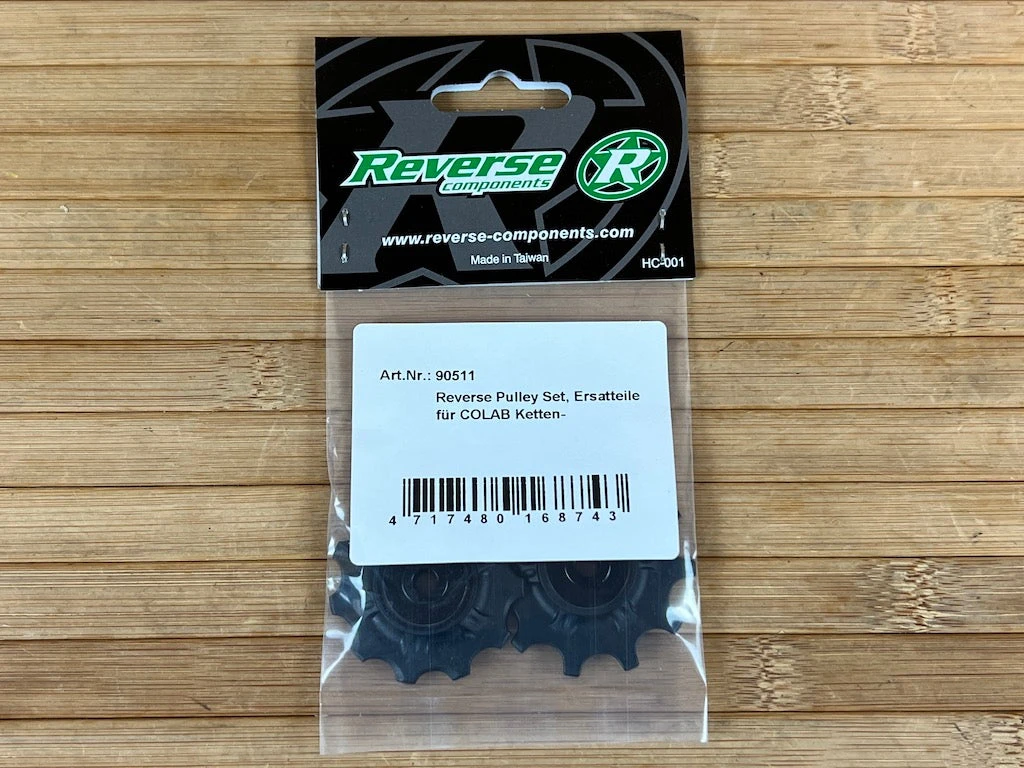 Reverse
components
R
www.reverse-components.com
Made in Taiwan
HC-001
Art.Nr.: 90511
Reverse Pulley Set, Ersatteile
für COLAB Ketten-
4 717480 168743